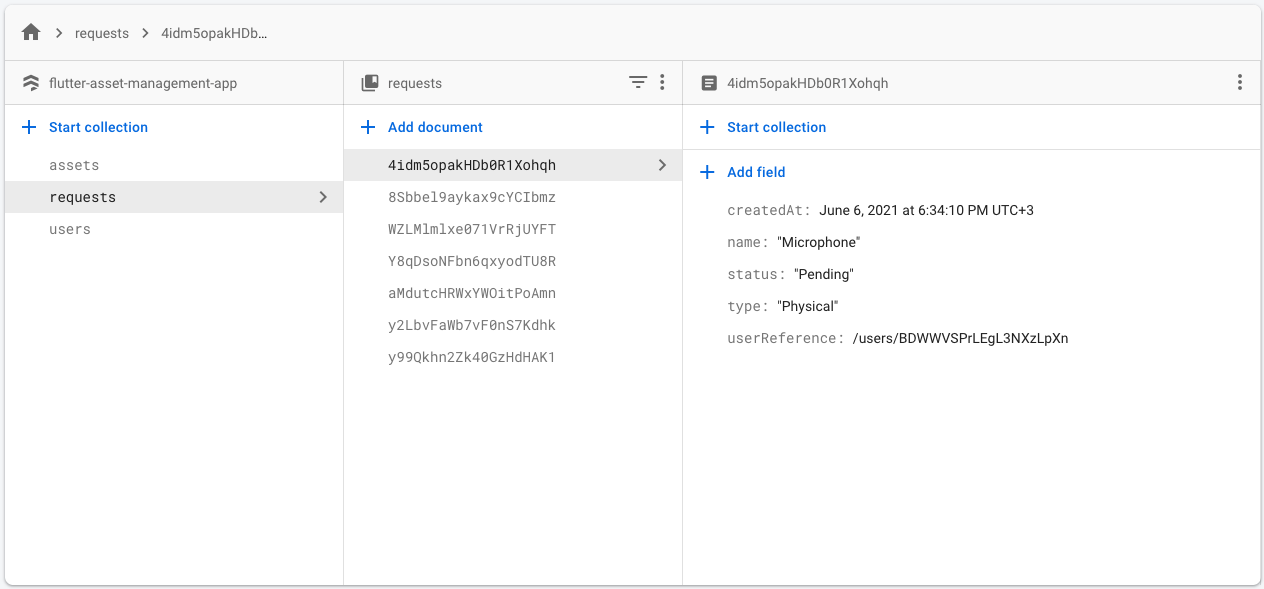 requests
4idm5opakHDb…
flutter-asset-management-app
Start collection
assets
requests
users
requests
Add document
4idm5opakHDb0R1Xohqh
8Sbbel9aykax9cYCIbmz
WZLMlmlxe071VrRjUYFT
Y8qDsoNFbn6qxyodTU8R
aMdutcHRWxYWOitPoAmn
y2LbvFaWb7vF0nS7Kdhk
y99Qkhn2Zk40GzHdHAK1
4idm5opakHDb0R1Xohqh
Start collection
Add field
createdAt: June 6, 2021 at 6:34:10 PM UTC+3
name: "Microphone"
status: "Pending"
type: "Physical"
userReference: /users/BDWWVSPrLEgL3NXzLpXn